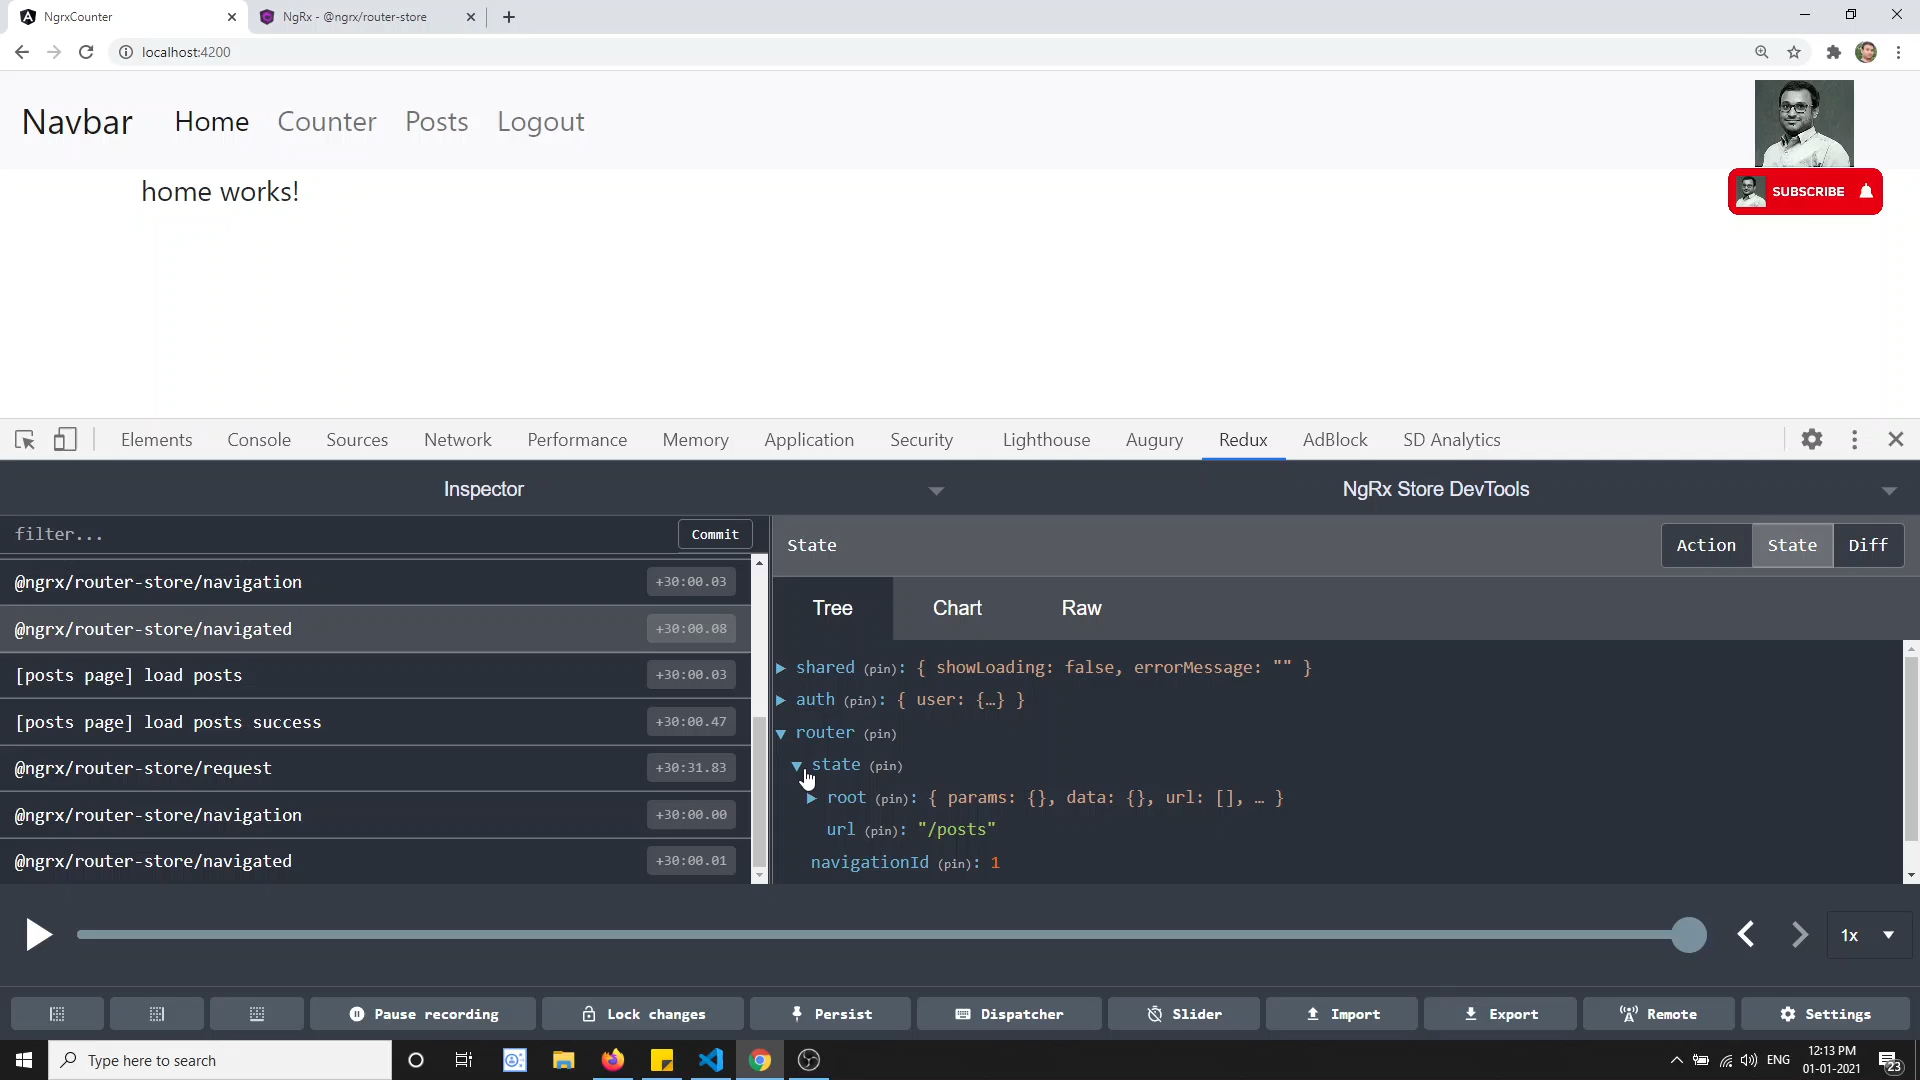 NgrxCounter
NgRx - @ngrx/router-store
localhost:4200
Navbar Home Counter Posts Logout
SUBSCRIBE
home works!
Elements Console Sources Network Performance Memory Application Security Lighthouse Augury Redux AdBlock SD Analytics
Inspector
NgRx Store DevTools
filter...
Commit
@ngrx/router-store/navigation +30:00.03
@ngrx/router-store/navigated +30:00.08
[posts page] load posts +30:00.03
[posts page] load posts success +30:00.47
@ngrx/router-store/request +30:31.83
@ngrx/router-store/navigation +30:00.00
@ngrx/router-store/navigated +30:00.01
State
Action State Diff
Tree Chart Raw
shared (pin): { showLoading: false, errorMessage: "" }
auth (pin): { user: {…} }
router (pin)
state (pin)
root (pin): { params: {}, data: {}, url: [], … }
url (pin): "/posts"
navigationId (pin): 1
1x
Pause recording Lock changes Persist Dispatcher Slider Import Export Remote Settings
Type here to search
ENG
12:13 PM
01-01-2021
23